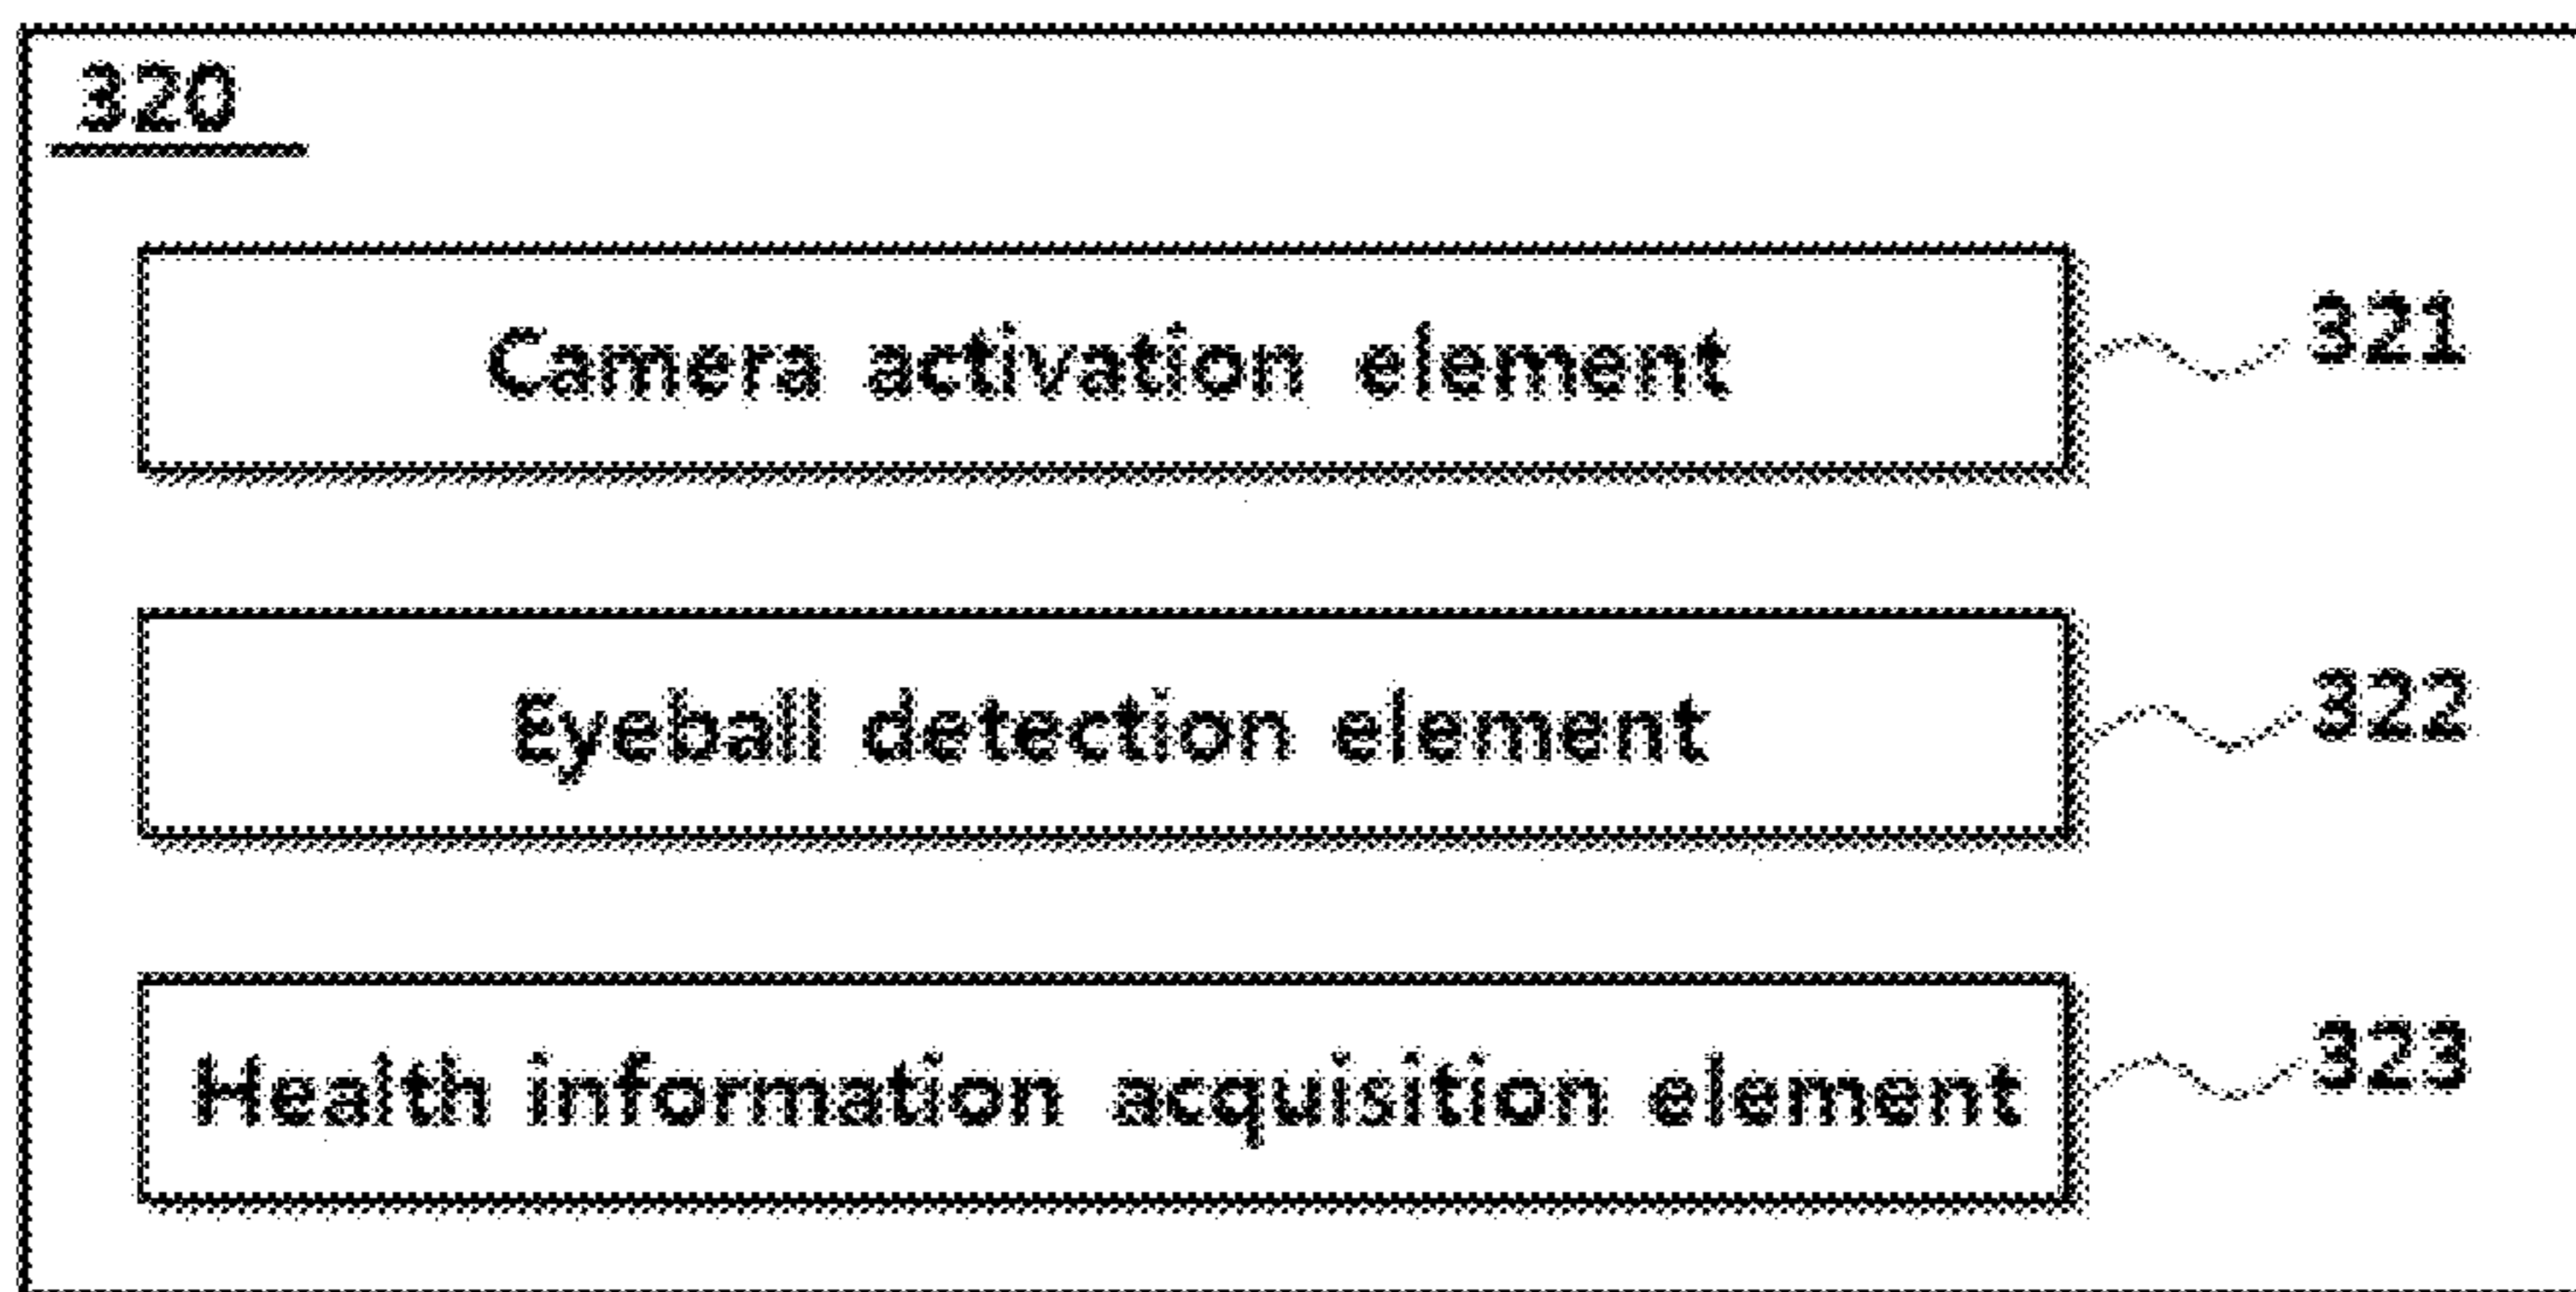 320
Camera activation element 321
Eyeball detection element 322
Health information acquisition element 323